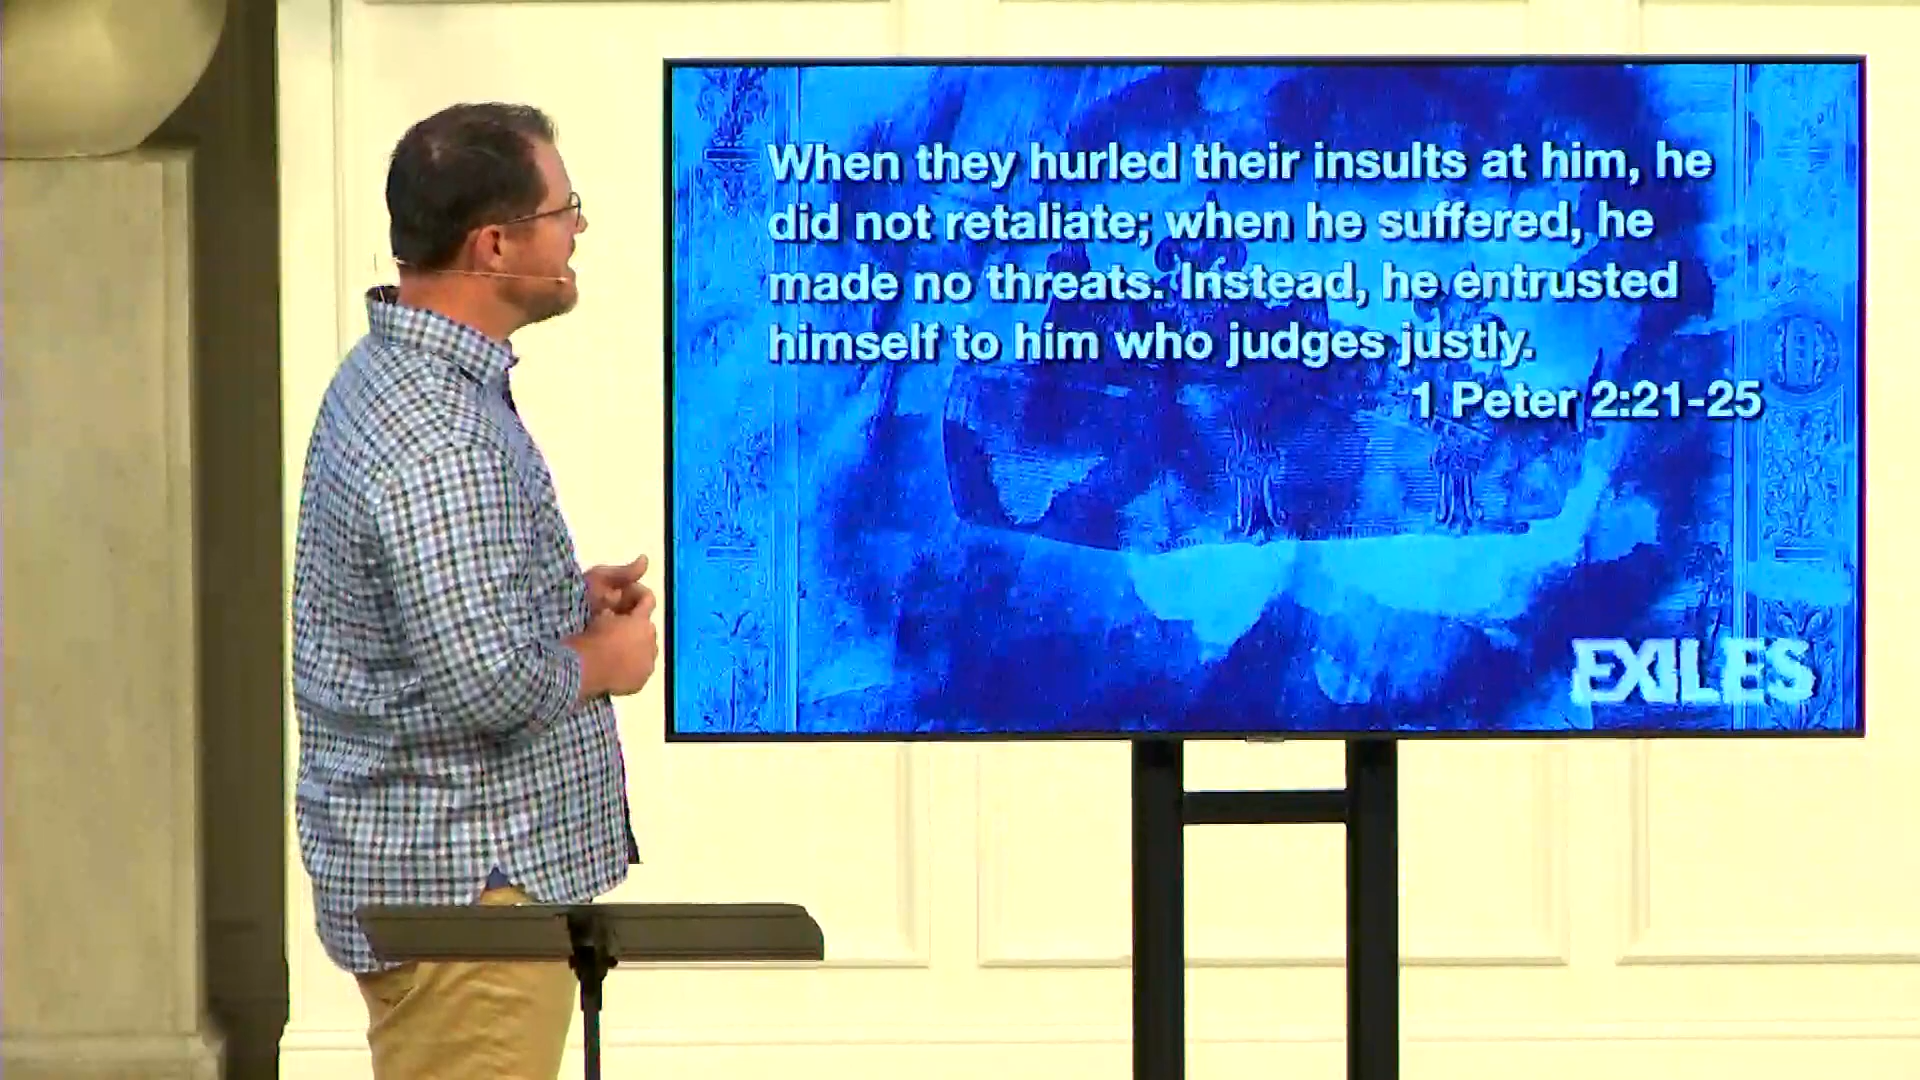 When they hurled their insults at him, he
did not retaliate; when he suffered, he
made no threats. Instead, he entrusted
himself to him who judges justly.
1 Peter 2:21-25
EXILES